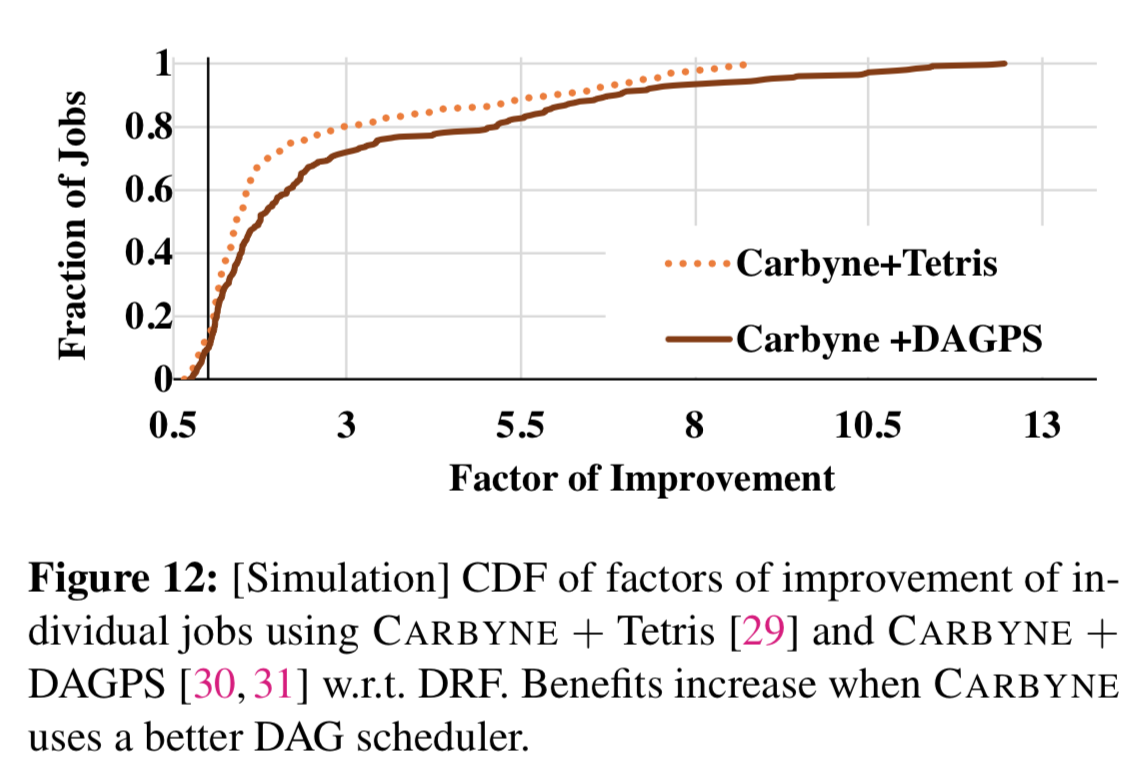 1
0.8
0.6
0.4
0.2
0
Fraction of Jobs
Carbyne+Tetris
Carbyne +DAGPS
0.5 3 5.5 8 10.5 13
Factor of Improvement
Figure 12: [Simulation] CDF of factors of improvement of in-
dividual jobs using CARBYNE + Tetris [29] and CARBYNE +
DAGPS [30, 31] w.r.t. DRF. Benefits increase when CARBYNE
uses a better DAG scheduler.